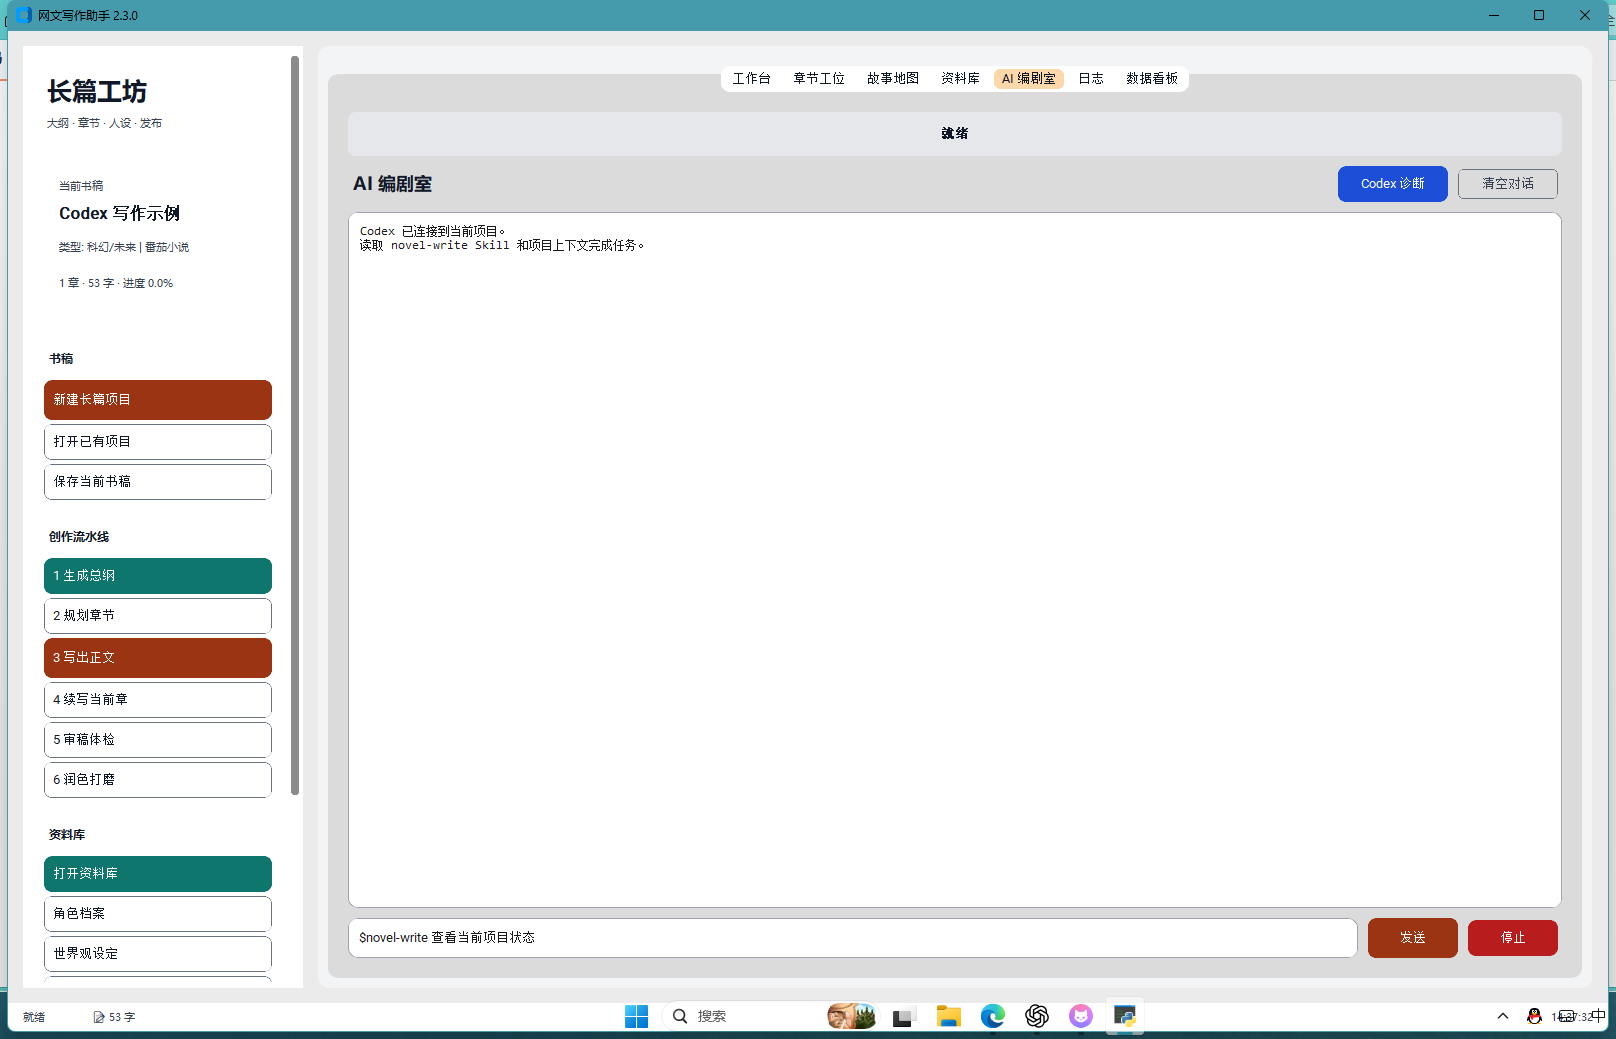 网文写作助手 2.3.0
长篇工坊
大纲 · 章节 · 人设 · 发布
当前书稿
Codex 写作示例
类型: 科幻/未来 | 番茄小说
1 章 · 53 字 · 进度 0.0%
书稿
新建长篇项目
打开已有项目
保存当前书稿
创作流水线
1 生成总纲
2 规划章节
3 写出正文
4 续写当前章
5 审稿体检
6 润色打磨
资料库
打开资料库
角色档案
世界观设定
工作台 章节工位 故事地图 资料库 AI 编剧室 日志 数据看板
就绪
AI 编剧室
Codex 诊断
清空对话
Codex 已连接到当前项目。
读取 novel-write Skill 和项目上下文完成任务。
$novel-write 查看当前项目状态
发送
停止
就绪
53 字
搜索
中